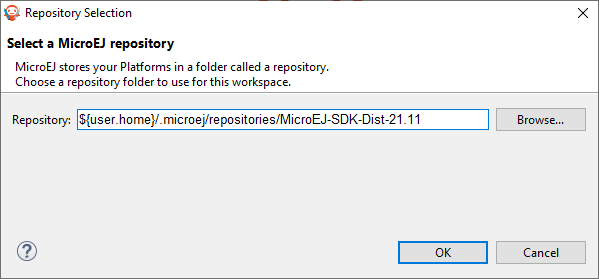 Repository Selection
Select a MicroEJ repository
MicroEJ stores your Platforms in a folder called a repository.
Choose a repository folder to use for this workspace.
Repository: ${user.home}/.microej/repositories/MicroEJ-SDK-Dist-21.11 Browse...
? OK Cancel